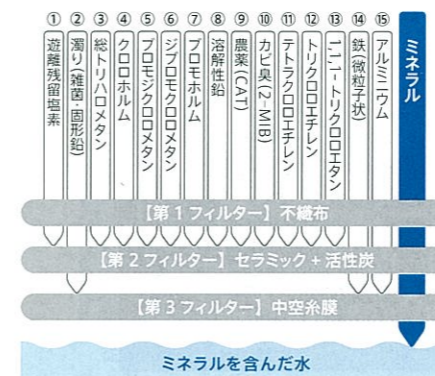 ① 遊離残留塩素
② 濁り(雑菌・固形鉛)
③ 総トリハロメタン
④ クロロホルム
⑤ ブロモジクロロメタン
⑥ ジブロモクロロメタン
⑦ ブロモホルム
⑧ 溶解性鉛
⑨ 農薬(CAT)
⑩ カビ臭(2-MIB)
⑪ テトラクロロエチレン
⑫ トリクロロエチレン
⑬ 1,1,1-トリクロロエタン
⑭ 鉄(微粒子状)
⑮ アルミニウム
ミネラル
【第1フィルター】不織布
【第2フィルター】セラミック+活性炭
【第3フィルター】中空糸膜
ミネラルを含んだ水